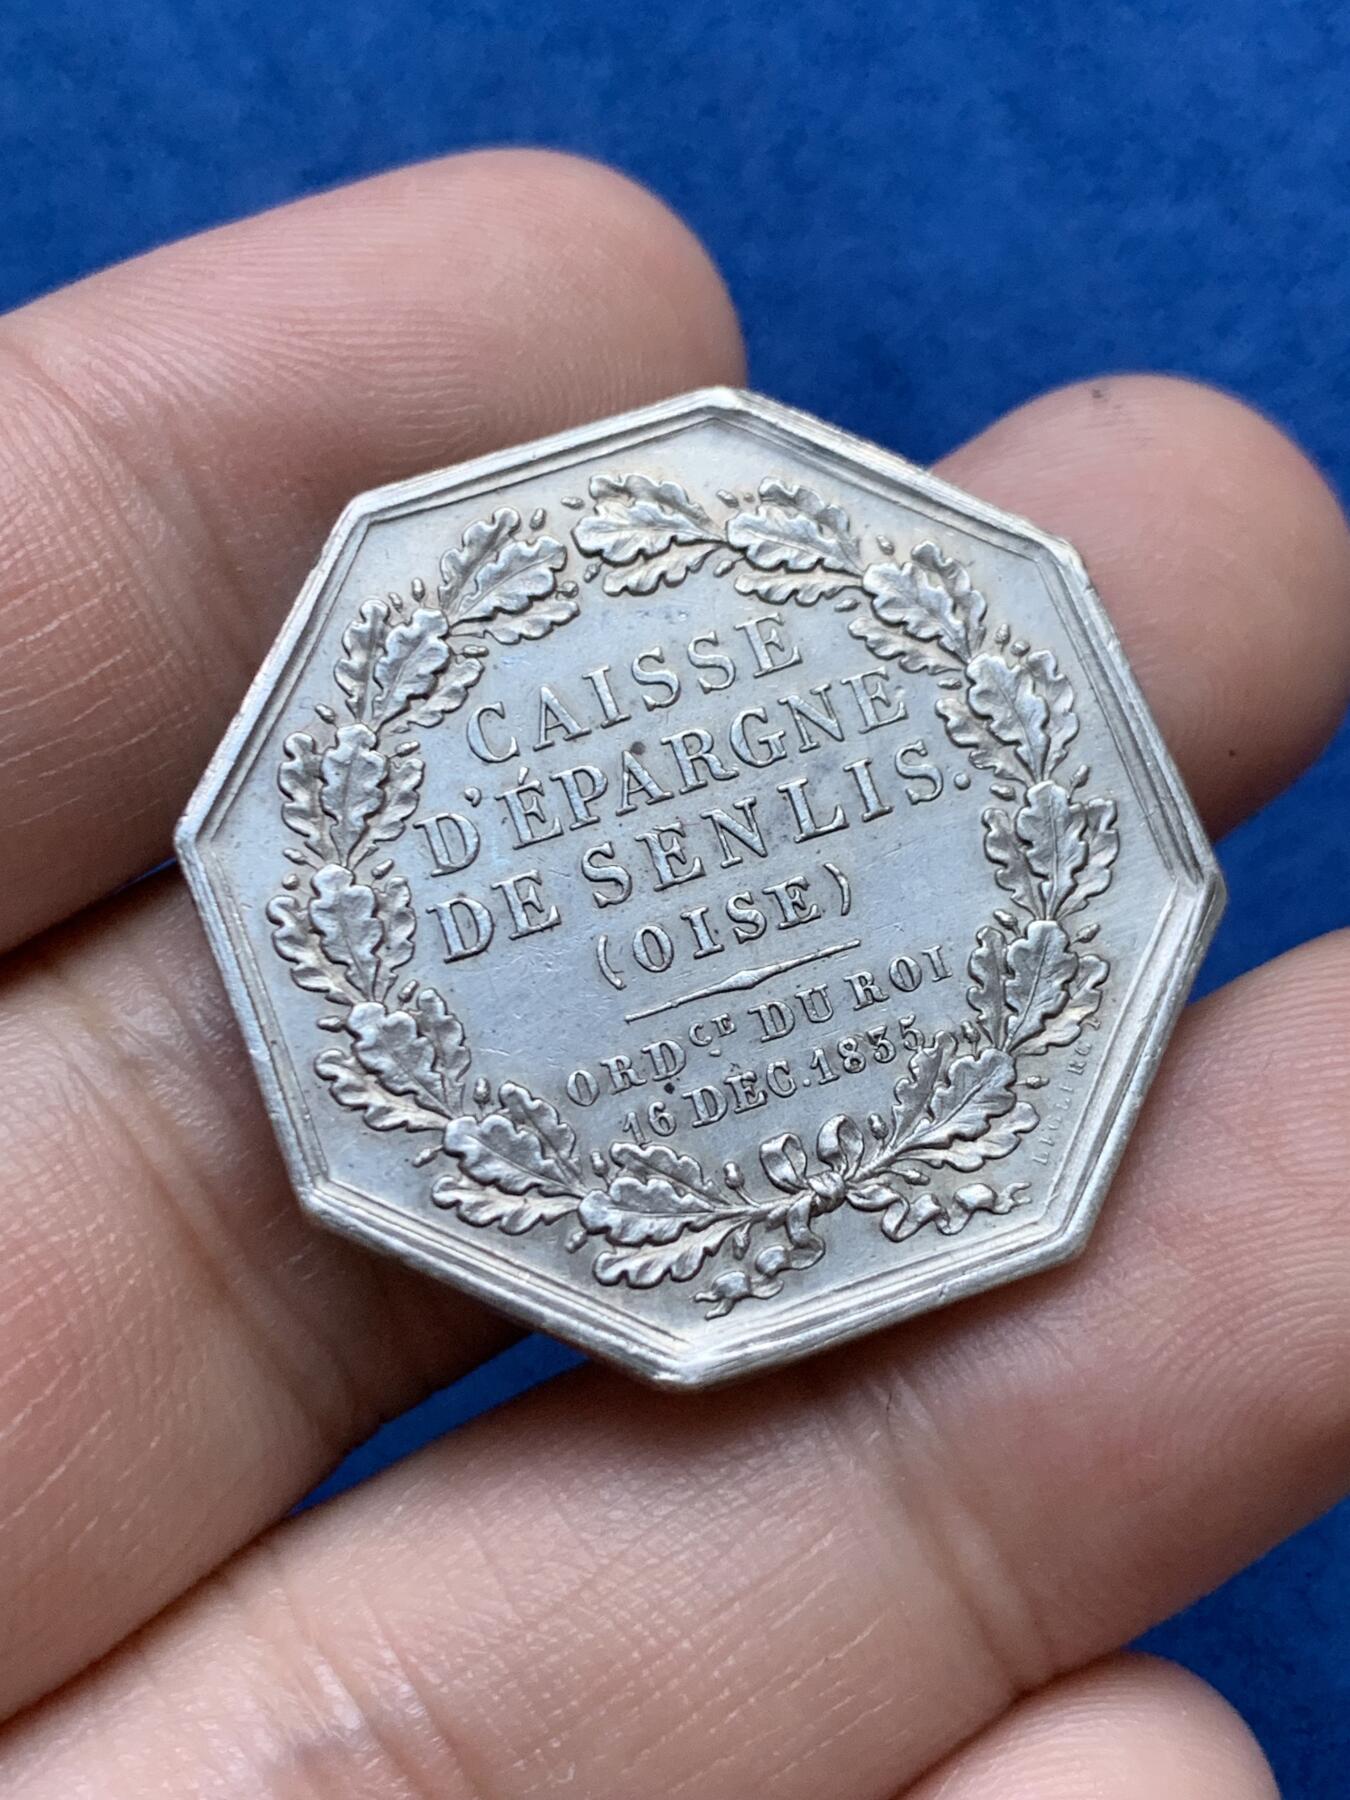 CAISSE
D'ÉPARGNE
DE SENLIS.
(OISE)
ORDCE DU ROI
16 DÉC. 1835